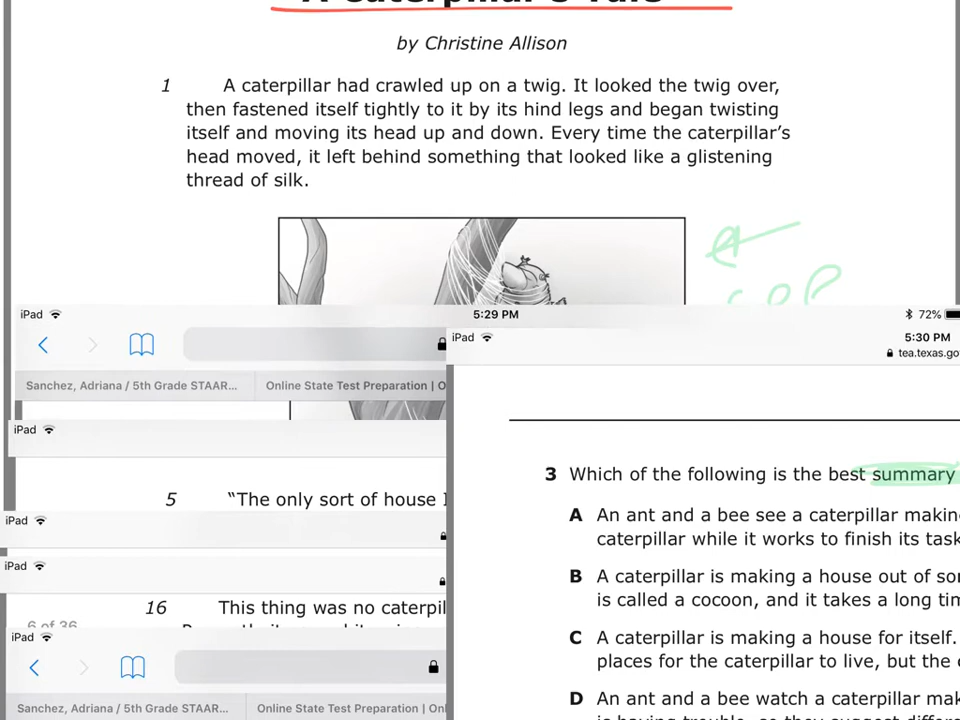 by Christine Allison
1 A caterpillar had crawled up on a twig. It looked the twig over,
then fastened itself tightly to it by its hind legs and began twisting
itself and moving its head up and down. Every time the caterpillar's
head moved, it left behind something that looked like a glistening
thread of silk.
iPad 5:29 PM 72%
iPad 5:30 PM
tea.texas.go
Sanchez, Adriana / 5th Grade STAAR... Online State Test Preparation | O
iPad
3 Which of the following is the best summary
5 "The only sort of house I
A An ant and a bee see a caterpillar makin
iPad
caterpillar while it works to finish its task
iPad
B A caterpillar is making a house out of so
is called a cocoon, and it takes a long tim
16 This thing was no caterpil
6 of 36
iPad
C A caterpillar is making a house for itself.
places for the caterpillar to live, but the
D An ant and a bee watch a caterpillar mak
Sanchez, Adriana / 5th Grade STAAR... Online State Test Preparation | Onl